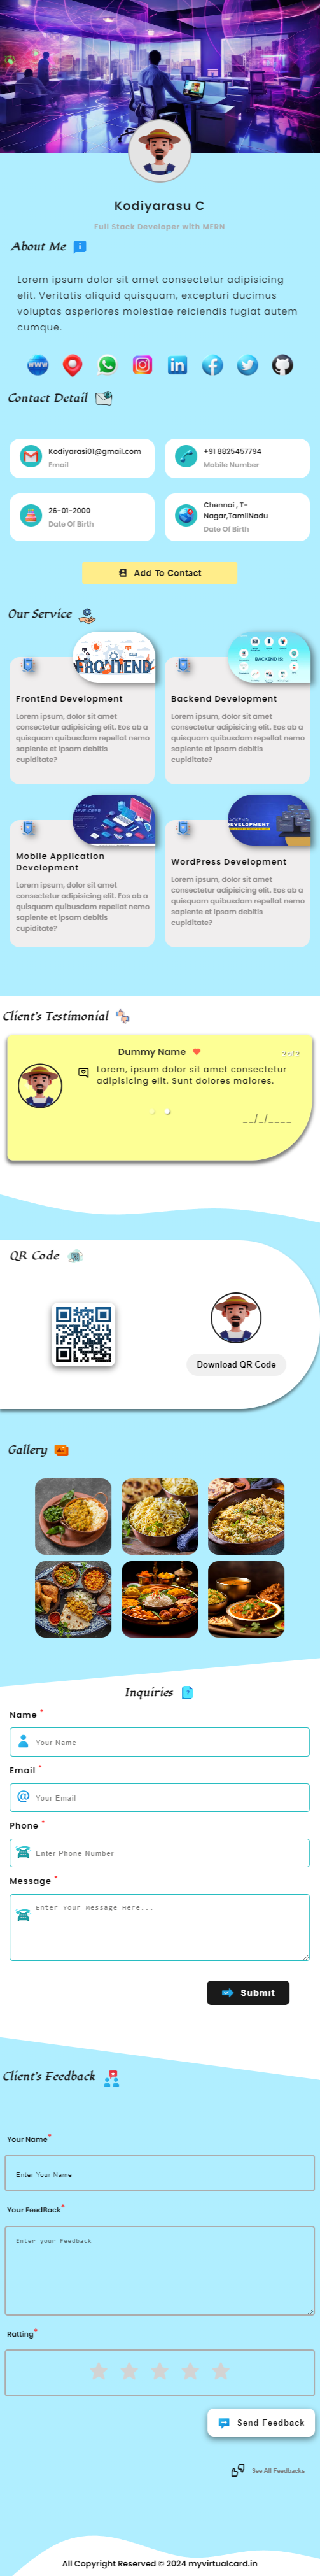 Kodiyarasu C
Full Stack Developer with MERN
About Me
Lorem ipsum dolor sit amet consectetur adipisicing
elit. Veritatis aliquid quisquam, excepturi ducimus
voluptas asperiores molestiae reiciendis fugiat autem
cumque.
www
Contact Detail
Kodiyarasi01@gmail.com
Email
+91 8825457794
Mobile Number
26-01-2000
Date Of Birth
Chennai , T-
Nagar,TamilNadu
Date Of Birth
Add To Contact
Our Service
FRONTEND
FrontEnd Development
Lorem ipsum, dolor sit amet
consectetur adipisicing elit. Eos ab a
quisquam quibusdam repellat nemo
sapiente et ipsam debitis
cupiditate?
BACKEND
Backend Development
Lorem ipsum, dolor sit amet
consectetur adipisicing elit. Eos ab a
quisquam quibusdam repellat nemo
sapiente et ipsam debitis
cupiditate?
DEVELOPER
Mobile Application
Development
Lorem ipsum, dolor sit amet
consectetur adipisicing elit. Eos ab a
quisquam quibusdam repellat nemo
sapiente et ipsam debitis
cupiditate?
BACKEND
DEVELOPMENT
WordPress Development
Lorem ipsum, dolor sit amet
consectetur adipisicing elit. Eos ab a
quisquam quibusdam repellat nemo
sapiente et ipsam debitis
cupiditate?
Client's Testimonial
Dummy Name
2 of 2
Lorem, ipsum dolor sit amet consectetur
adipisicing elit. Sunt dolores maiores.
__/_/____
QR Code
Download QR Code
Gallery
Inquiries
Name *
Your Name
Email *
Your Email
Phone *
Enter Phone Number
Message *
Enter Your Message Here...
Submit
Client's Feedback
Your Name*
Enter Your Name
Your FeedBack*
Enter your Feedback
Ratting*
Send Feedback
See All Feedbacks
All Copyright Reserved © 2024 myvirtualcard.in